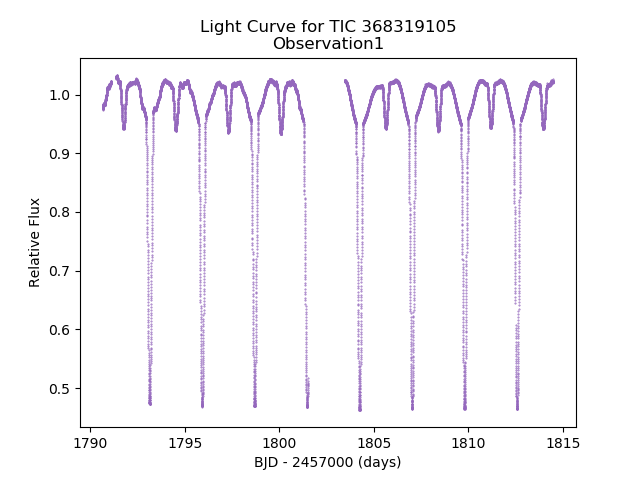 Light Curve for TIC 368319105
Observation1
Relative Flux
1.0
0.9
0.8
0.7
0.6
0.5
1790 1795 1800 1805 1810 1815
BJD - 2457000 (days)